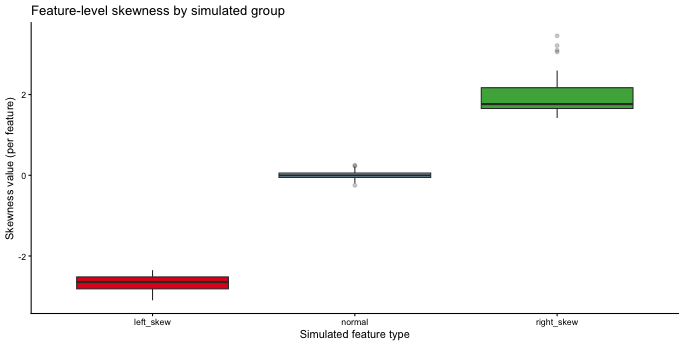 Feature-level skewness by simulated group
Skewness value (per feature)
2
0
-2
left_skew normal right_skew
Simulated feature type